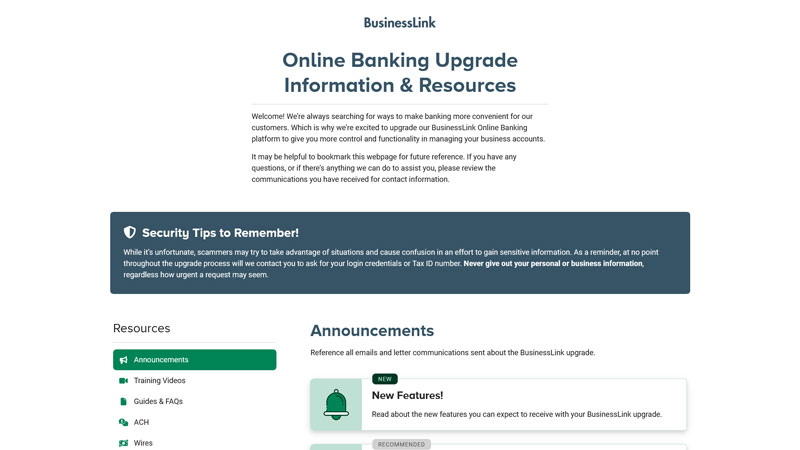 BusinessLink
Online Banking Upgrade
Information & Resources
Welcome! We're always searching for ways to make banking more convenient for our
customers. Which is why we're excited to upgrade our BusinessLink Online Banking
platform to give you more control and functionality in managing your business accounts.
It may be helpful to bookmark this webpage for future reference. If you have any
questions, or if there's anything we can do to assist you, please review the
communications you have received for contact information.
Security Tips to Remember!
While it's unfortunate, scammers may try to take advantage of situations and cause confusion in an effort to gain sensitive information. As a reminder, at no point
throughout the upgrade process will we contact you to ask for your login credentials or Tax ID number. Never give out your personal or business information,
regardless how urgent a request may seem.
Resources
Announcements
Training Videos
Guides & FAQs
ACH
Wires
Announcements
Reference all emails and letter communications sent about the BusinessLink upgrade.
NEW
New Features!
Read about the new features you can expect to receive with your BusinessLink upgrade.
RECOMMENDED